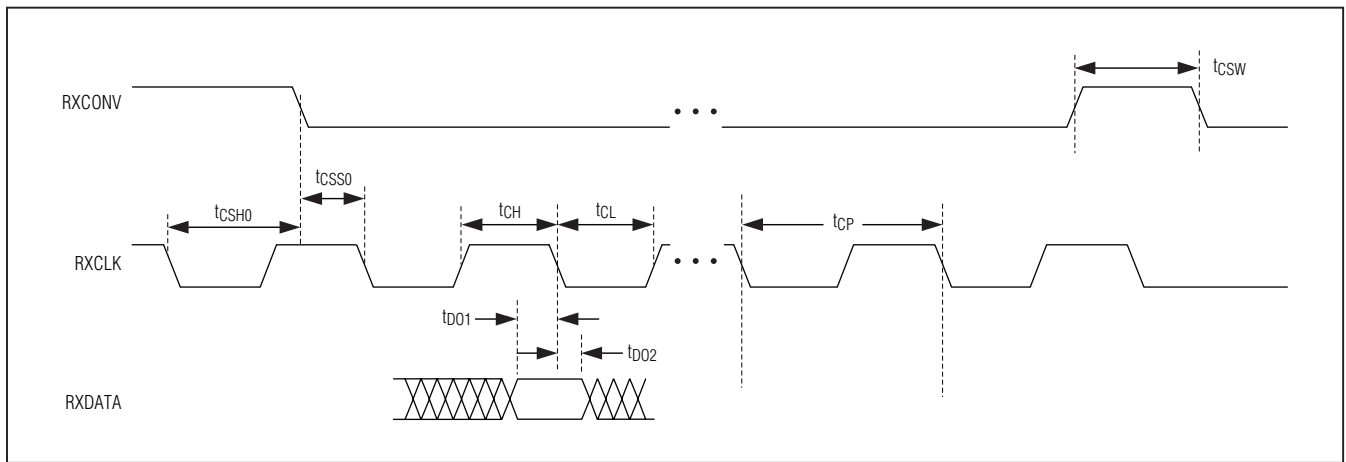 RXCONV
tCSW
tCSS0
tCSH0
tCH
tCL
tCP
RXCLK
tDO1
tDO2
RXDATA